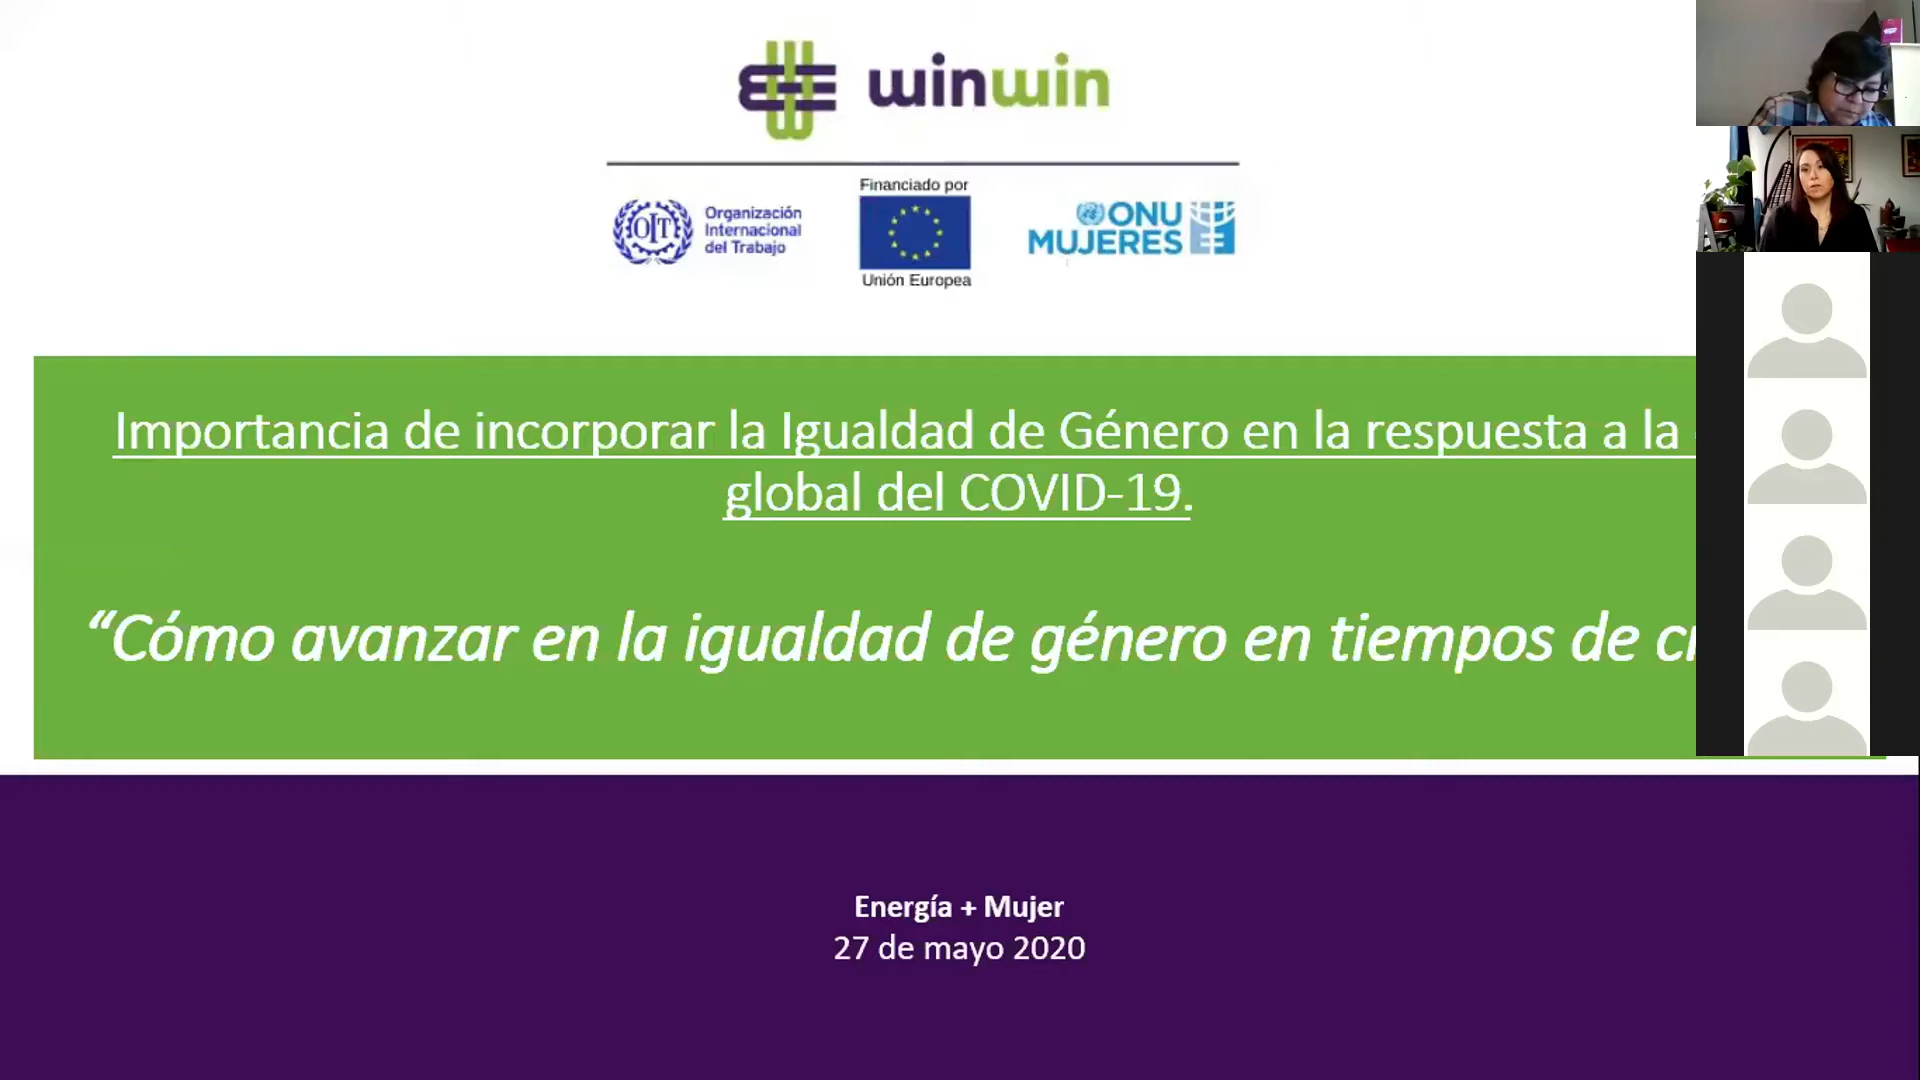 winwin
Financiado por
OIT
Organización
Internacional
del Trabajo
Unión Europea
ONU
MUJERES
Importancia de incorporar la Igualdad de Género en la respuesta a la
global del COVID-19.
“Cómo avanzar en la igualdad de género en tiempos de
Energía + Mujer
27 de mayo 2020